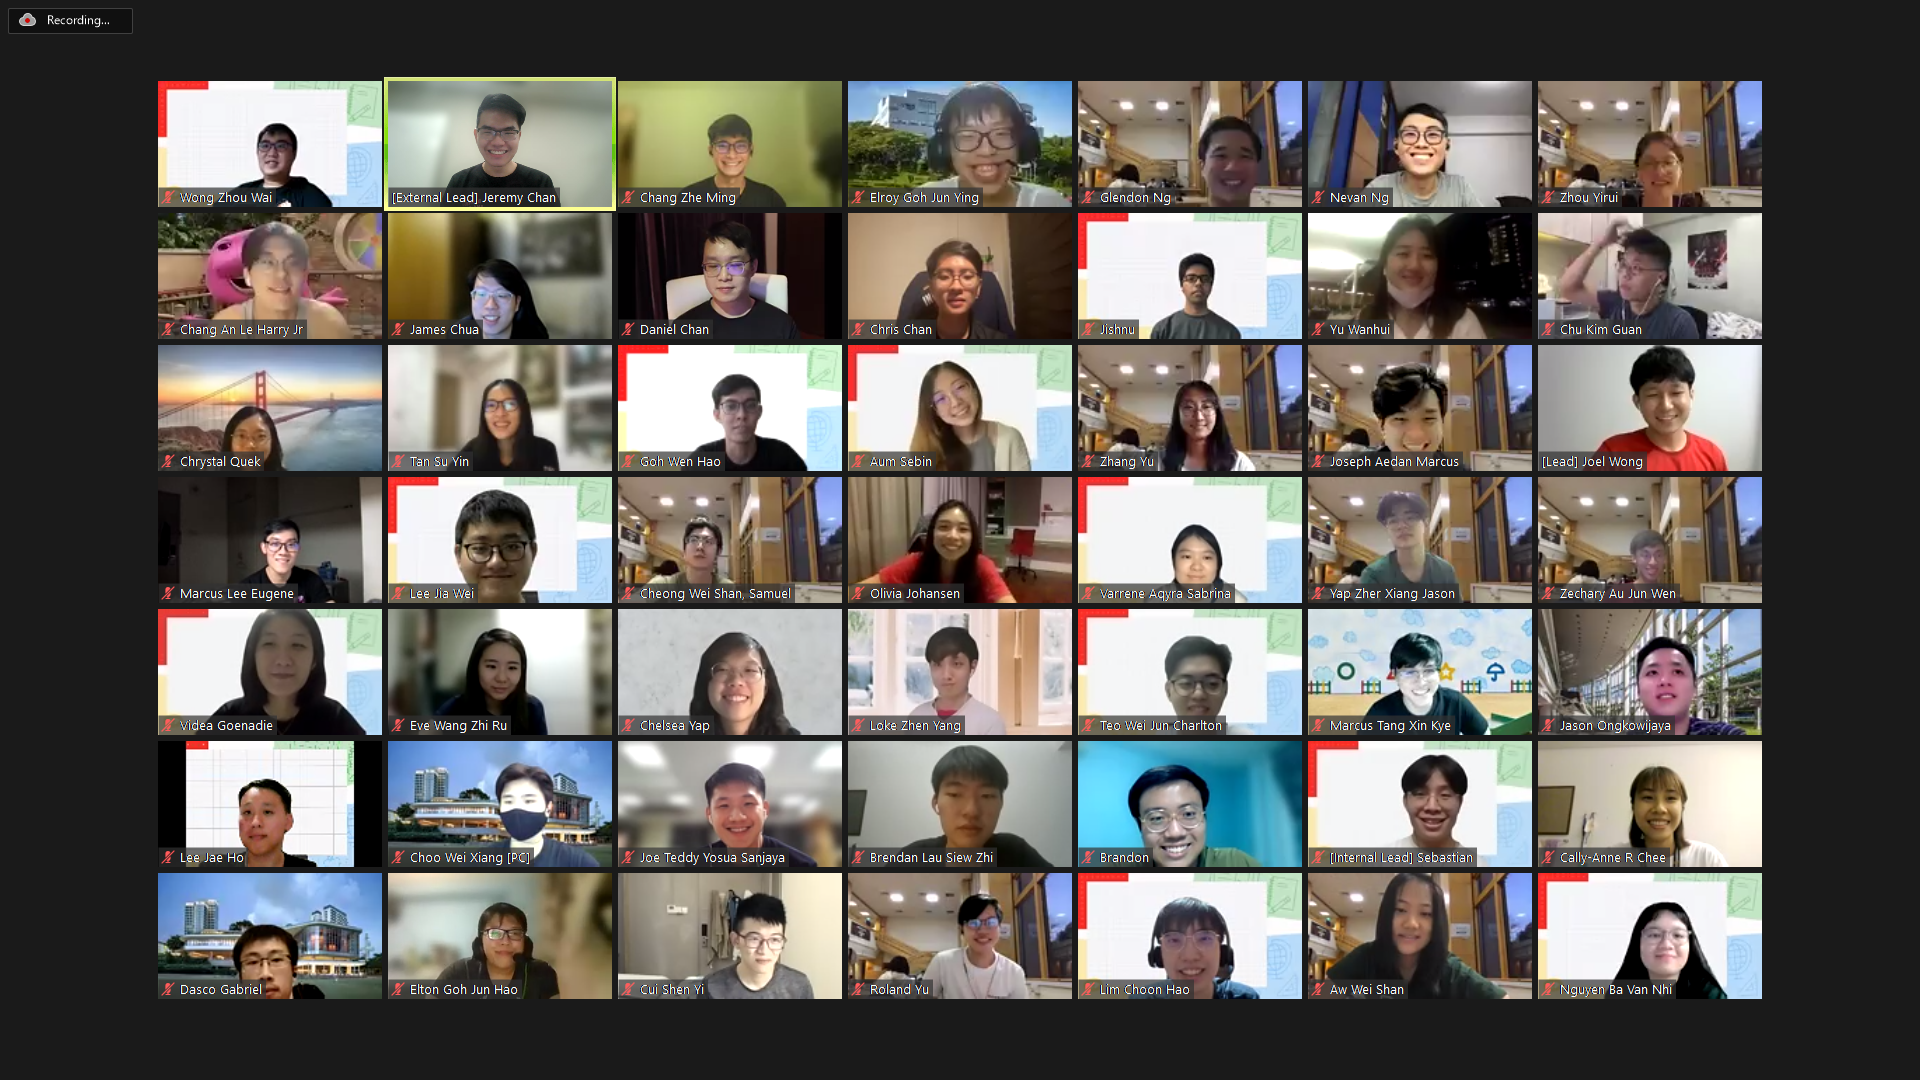 Recording...
Wong Zhou Wai
[External Lead] Jeremy Chan
Chang Zhe Ming
Elroy Goh Jun Ying
Glendon Ng
Nevan Ng
Zhou Yirui
Chang An Le Harry Jr
James Chua
Daniel Chan
Chris Chan
Jishnu
Yu Wanhui
Chu Kim Guan
Chrystal Quek
Tan Su Yin
Goh Wen Hao
Aum Sebin
Zhang Yu
Joseph Aedan Marcus
[Lead] Joel Wong
Marcus Lee Eugene
Lee Jia Wei
Cheong Wei Shan, Samuel
Olivia Johansen
Varrene Aqyra Sabrina
Yap Zher Xiang Jason
Zechary Au Jun Wen
Videa Goenadie
Eve Wang Zhi Ru
Chelsea Yap
Loke Zhen Yang
Teo Wei Jun Charlton
Marcus Tang Xin Kye
Jason Ongkowijaya
Lee Jae Ho
Choo Wei Xiang [PC]
Joe Teddy Yosua Sanjaya
Brendan Lau Siew Zhi
Brandon
[Internal Lead] Sebastian
Cally-Anne R Chee
Dasco Gabriel
Elton Goh Jun Hao
Cui Shen Yi
Roland Yu
Lim Choon Hao
Aw Wei Shan
Nguyen Ba Van Nhi